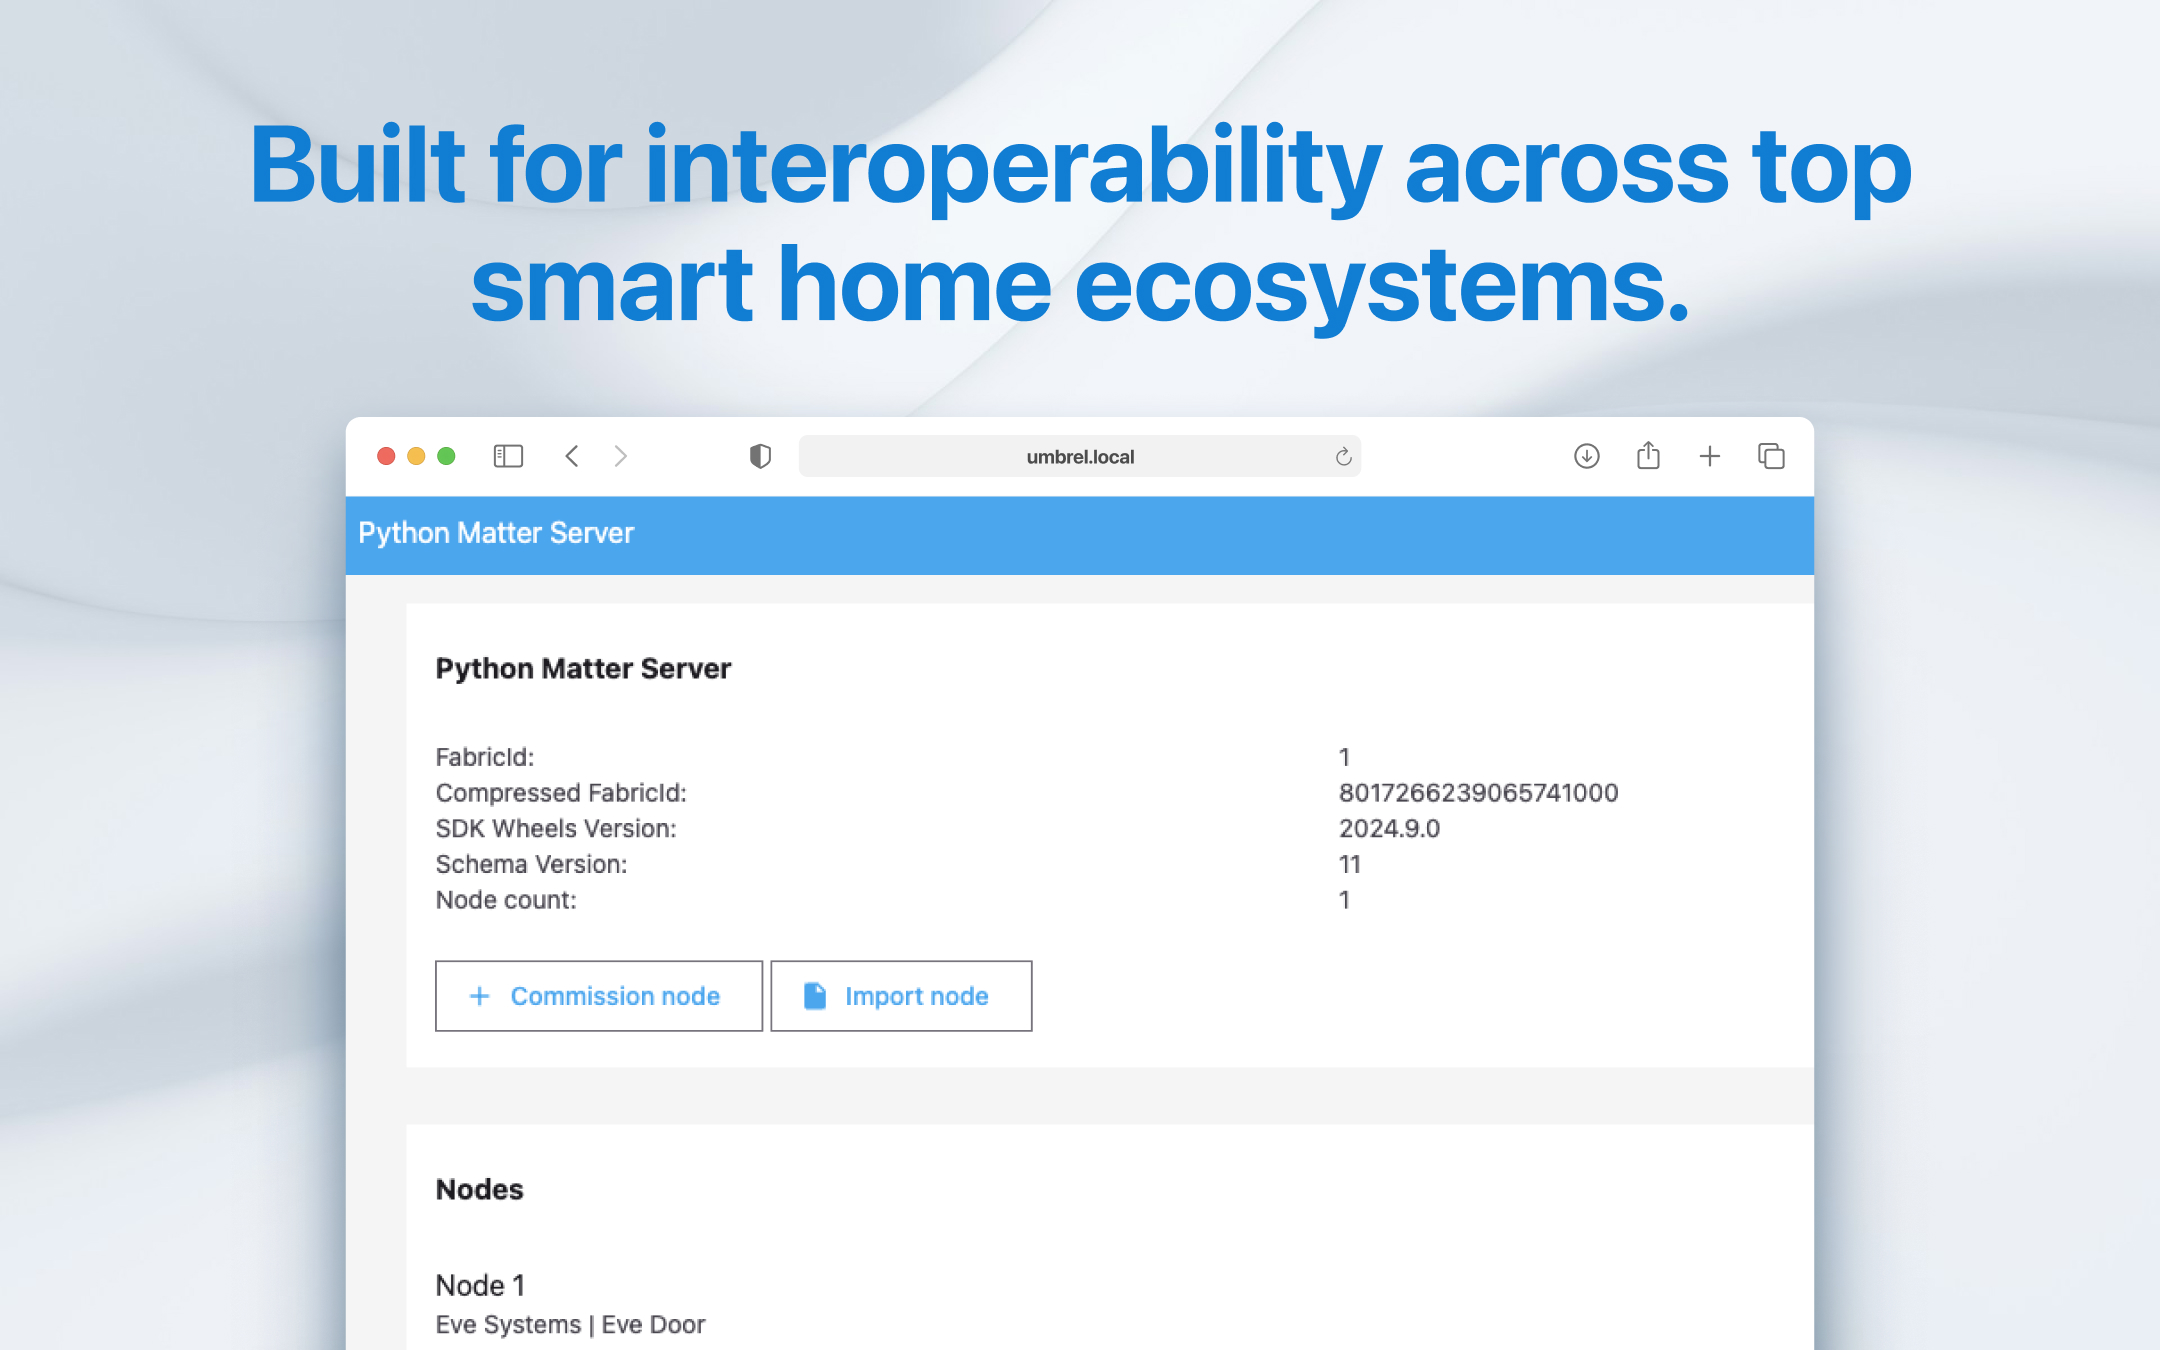 Built for interoperability across top
smart home ecosystems.
umbrel.local
Python Matter Server
Python Matter Server
FabricId: 1
Compressed FabricId: 8017266239065741000
SDK Wheels Version: 2024.9.0
Schema Version: 11
Node count: 1
Commission node Import node
Nodes
Node 1
Eve Systems | Eve Door